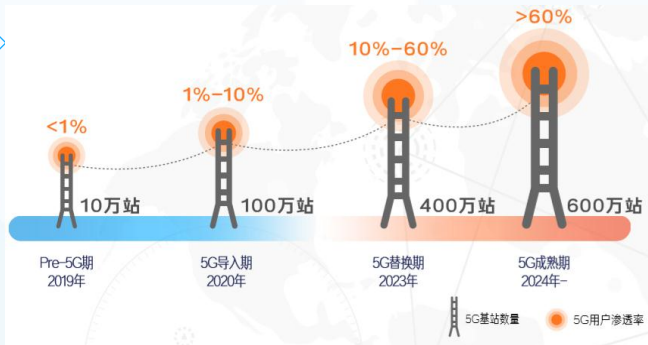 >60%
10%-60%
1%-10%
<1%
10万站
100万站
400万站
600万站
Pre-5G期
2019年
5G导入期
2020年
5G替换期
2023年
5G成熟期
2024年-
5G基站数量
5G用户渗透率